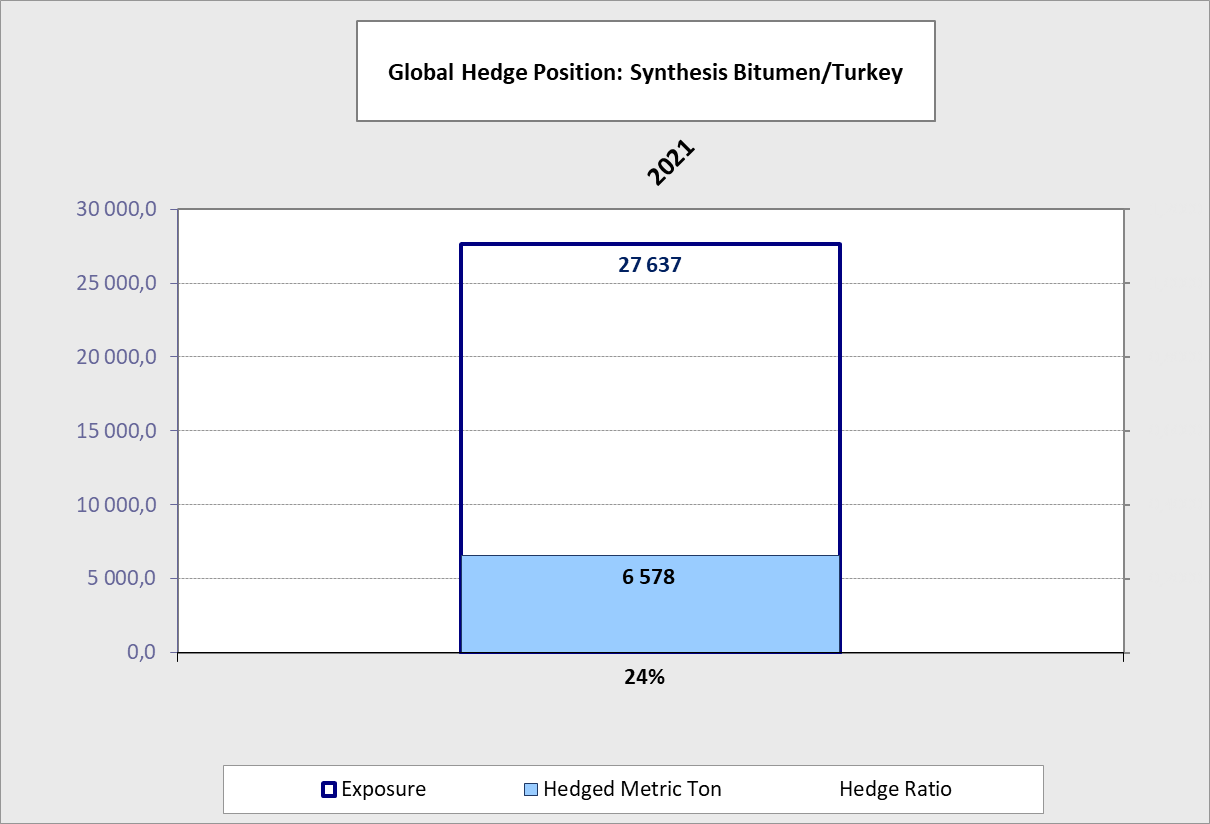 Global Hedge Position: Synthesis Bitumen/Turkey
2021
30 000,0
25 000,0
20 000,0
15 000,0
10 000,0
5 000,0
0,0
27 637
6 578
24%
Exposure
Hedged Metric Ton
Hedge Ratio